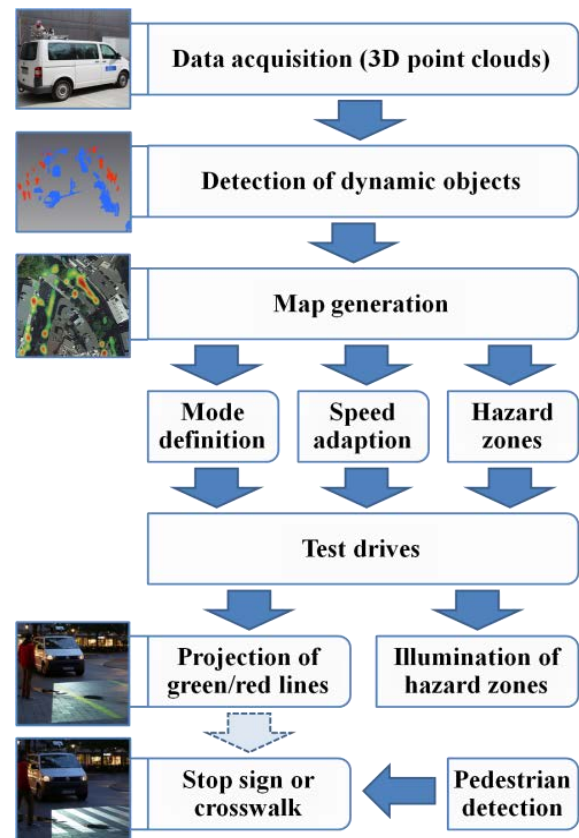 Data acquisition (3D point clouds)
Detection of dynamic objects
Map generation
Mode
definition
Speed
adaption
Hazard
zones
Test drives
Projection of
green/red lines
Illumination of
hazard zones
Stop sign or
crosswalk
Pedestrian
detection